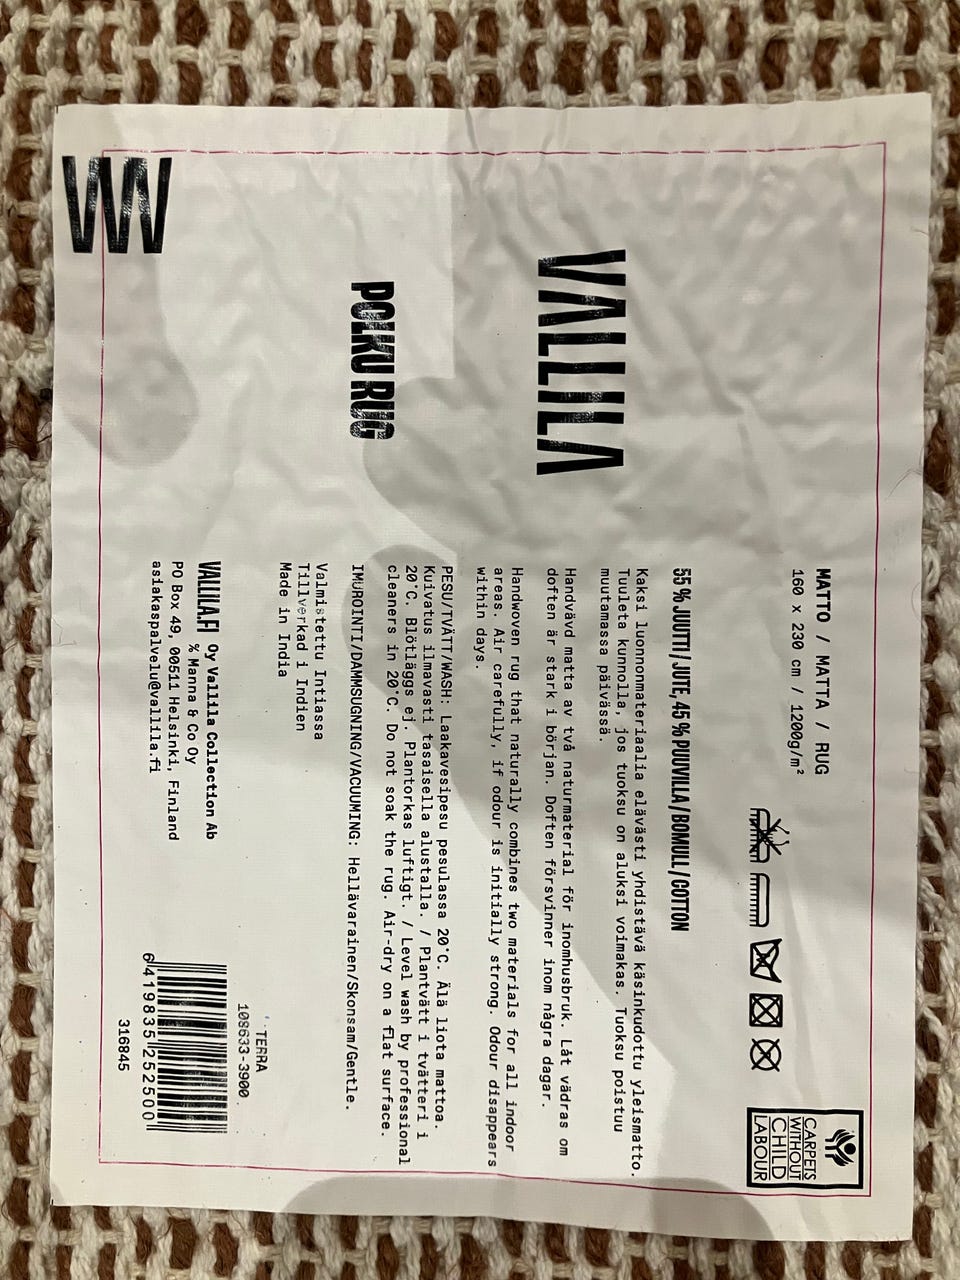 VALLILA
POLKU RUG
MATTO / MATTA / RUG
160 x 230 cm / 1200g/m²
CARPETS
WITHOUT
CHILD
LABOUR
55 % JUUTTI / JUTE, 45 % PUUVILLA / BOMULL / COTTON
Kaksi luonnonmateriaalia elävästi yhdistävä käsinkudottu yleismatto.
Tuuleta kunnolla, jos tuoksu on aluksi voimakas. Tuoksu poistuu
muutamassa päivässä.
Handvävd matta av två naturmaterial för inomhusbruk. Låt vädras om
doften är stark i början. Doften försvinner inom några dagar.
Handwoven rug that naturally combines two materials for all indoor
areas. Air carefully, if odour is initially strong. Odour disappears
within days.
PESU/TVÄTT/WASH: Laakavesipesu pesulassa 20°C. Älä liota mattoa.
Kuivatus ilmavasti tasaisella alustalla. / Plantvätt i tvätteri i
20°C. Blötläggs ej. Plantorkas luftigt. / Level wash by professional
cleaners in 20°C. Do not soak the rug. Air-dry on a flat surface.
IMUROINTI/DAMMSUGNING/VACUUMING: Hellävarainen/Skonsam/Gentle.
Valmistettu Intiassa
Tillverkad i Indien
Made in India
TERRA
108633-3900
VALLILA.FI Oy Vallila Collection Ab
% Manna & Co Oy
PO Box 49, 00511 Helsinki, Finland
asiakaspalvelu@vallila.fi
6 419835 252500
316845